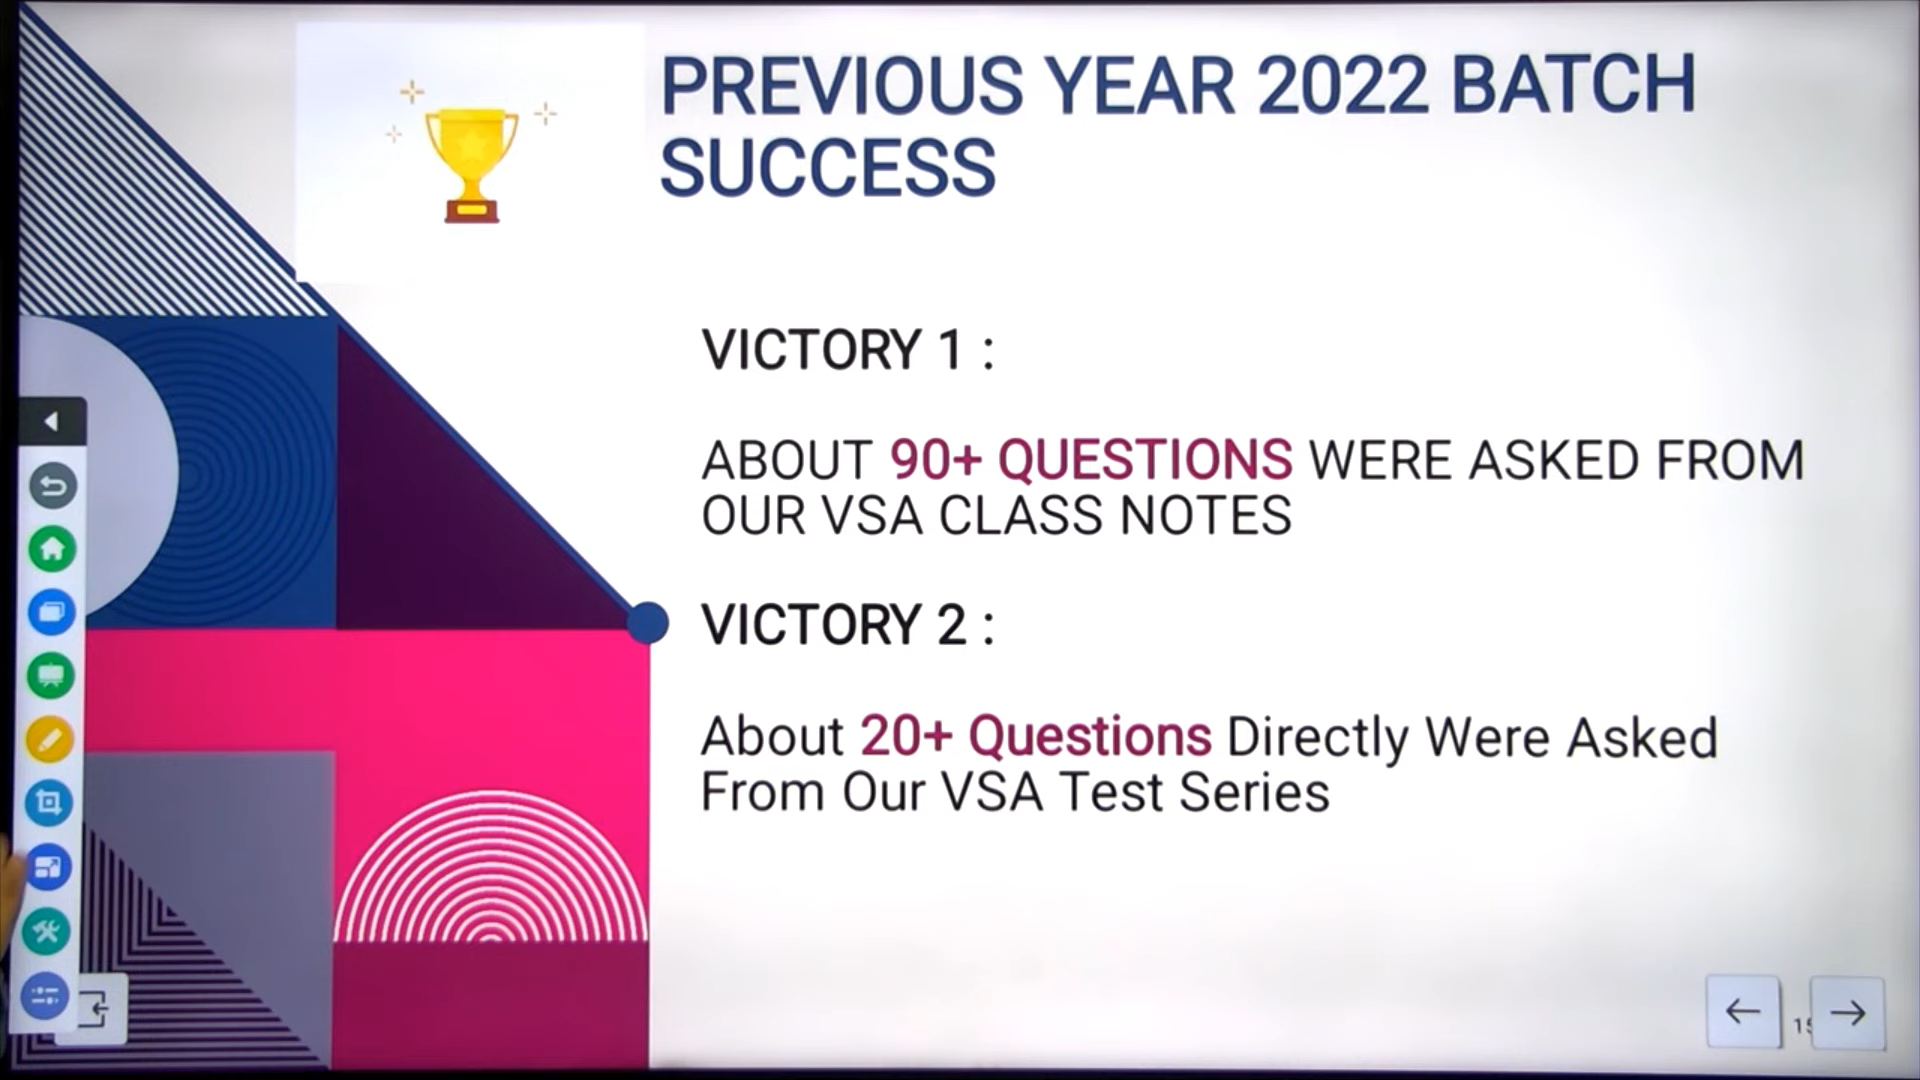 PREVIOUS YEAR 2022 BATCH
SUCCESS
VICTORY 1 :
ABOUT 90+ QUESTIONS WERE ASKED FROM
OUR VSA CLASS NOTES
VICTORY 2 :
About 20+ Questions Directly Were Asked
From Our VSA Test Series